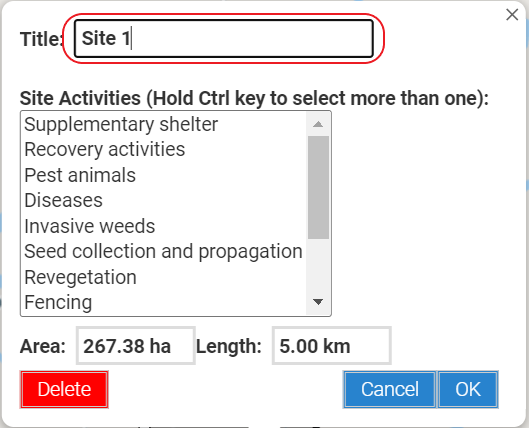 Title: Site 1
Site Activities (Hold Ctrl key to select more than one):
Supplementary shelter
Recovery activities
Pest animals
Diseases
Invasive weeds
Seed collection and propagation
Revegetation
Fencing
Area: 267.38 ha Length: 5.00 km
Delete Cancel OK